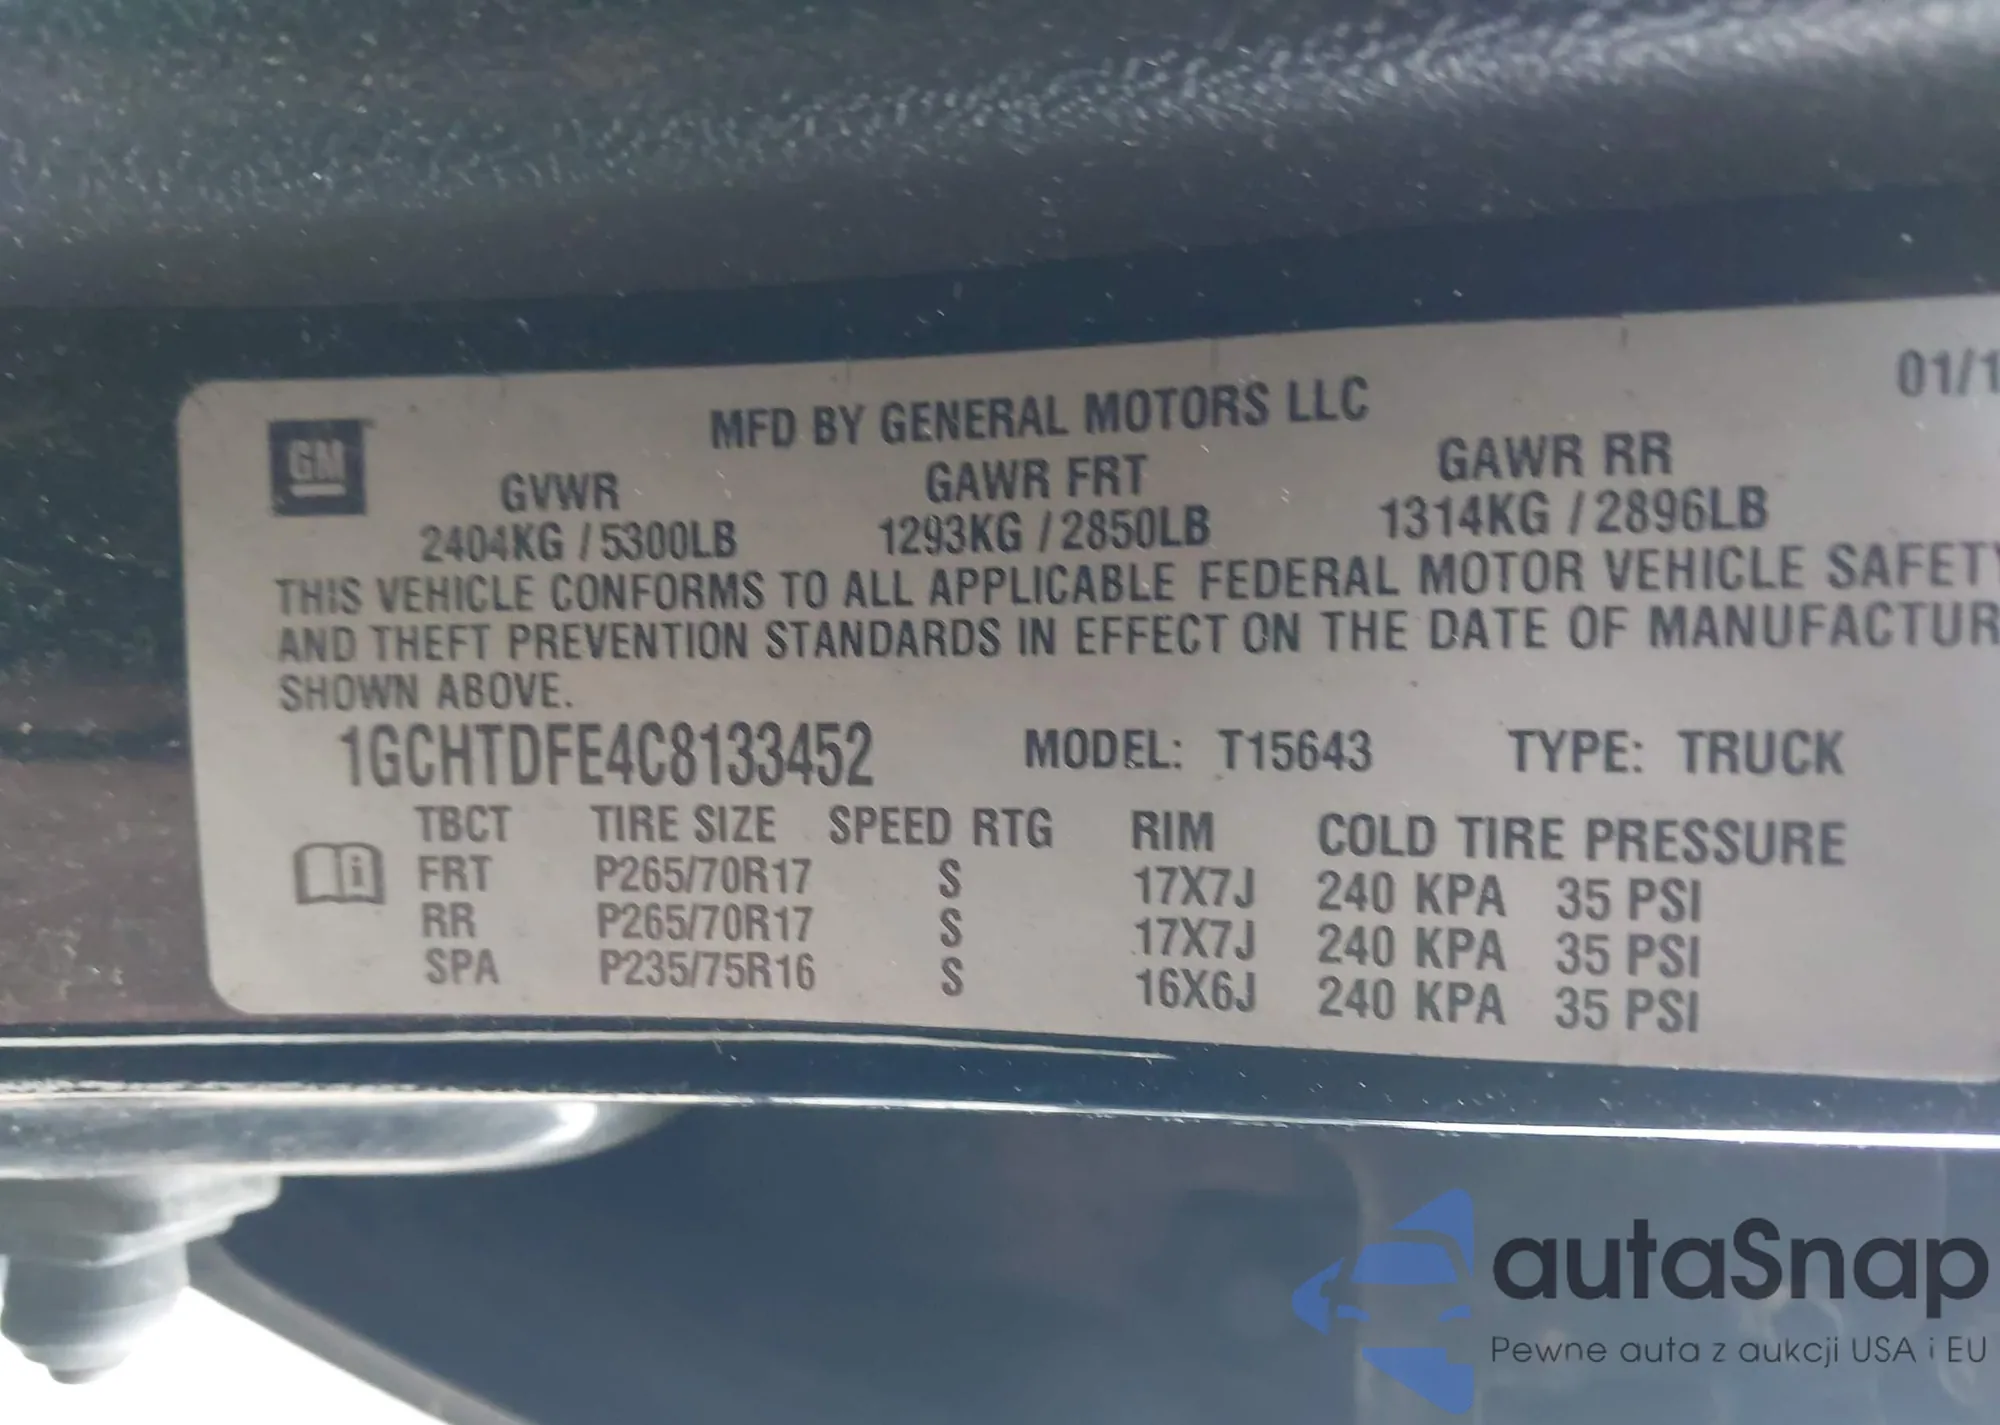 MFD BY GENERAL MOTORS LLC 01/1
GM
GVWR GAWR FRT GAWR RR
2404KG / 5300LB 1293KG / 2850LB 1314KG / 2896LB
THIS VEHICLE CONFORMS TO ALL APPLICABLE FEDERAL MOTOR VEHICLE SAFETY
AND THEFT PREVENTION STANDARDS IN EFFECT ON THE DATE OF MANUFACTUR
SHOWN ABOVE.
1GCHTDFE4C8133452 MODEL: T15643 TYPE: TRUCK
TBCT TIRE SIZE SPEED RTG RIM COLD TIRE PRESSURE
FRT P265/70R17 S 17X7J 240 KPA 35 PSI
RR P265/70R17 S 17X7J 240 KPA 35 PSI
SPA P235/75R16 S 16X6J 240 KPA 35 PSI
autaSnap
Pewne auta z aukcji USA i EU